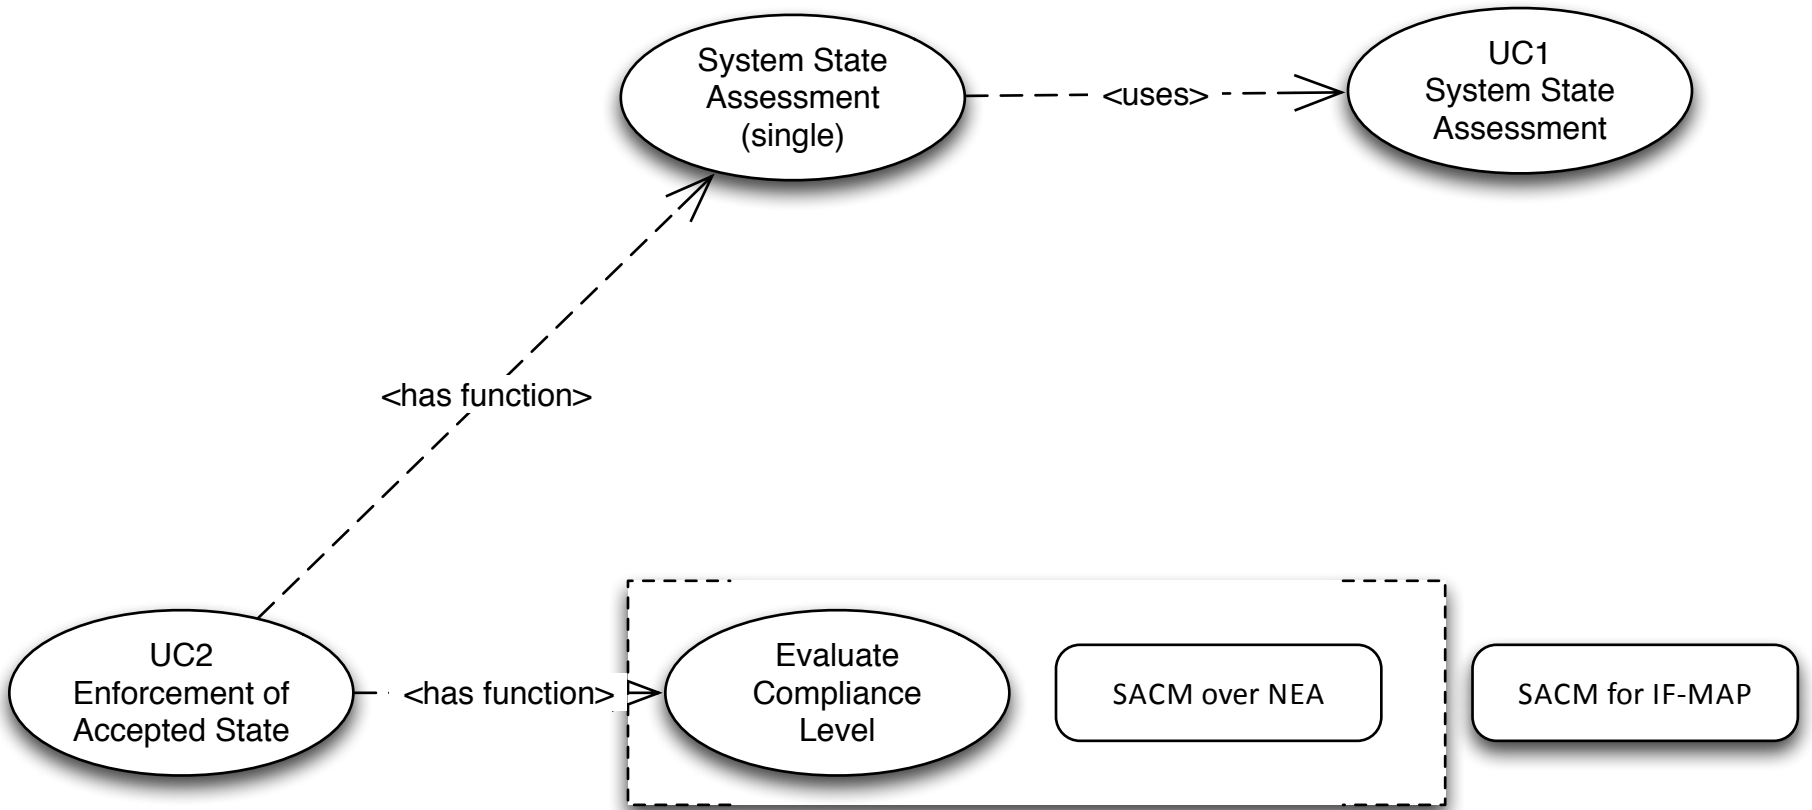 System State
Assessment
(single)
<uses>
UC1
System State
Assessment
<has function>
UC2
Enforcement of
Accepted State
<has function>
Evaluate
Compliance
Level
SACM over NEA
SACM for IF-MAP